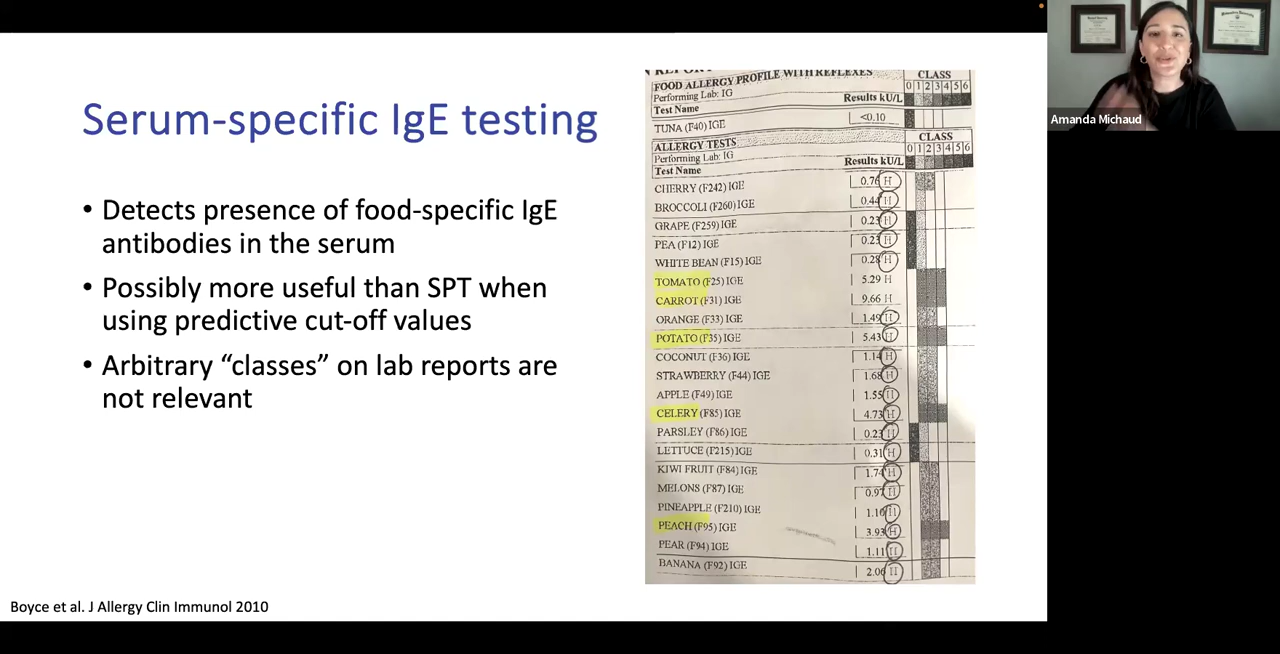 Serum-specific IgE testing
• Detects presence of food-specific IgE
antibodies in the serum
• Possibly more useful than SPT when
using predictive cut-off values
• Arbitrary “classes” on lab reports are
not relevant
Boyce et al. J Allergy Clin Immunol 2010
FOOD ALLERGY PROFILE WITH REFLEXES CLASS
Performing Lab: IG 0 1 2 3 4 5 6
Test Name Results kU/L
TUNA (F40) IGE <0.10
ALLERGY TESTS CLASS
Performing Lab: IG 0 1 2 3 4 5 6
Test Name Results kU/L
CHERRY (F242) IGE 0.76 H
BROCCOLI (F260) IGE 0.44 H
GRAPE (F259) IGE 0.23 H
PEA (F12) IGE 0.23 H
WHITE BEAN (F15) IGE 0.28 H
TOMATO (F25) IGE 5.29 H
CARROT (F31) IGE 9.66 H
ORANGE (F33) IGE 1.49 H
POTATO (F35) IGE 5.43 H
COCONUT (F36) IGE 1.14 H
STRAWBERRY (F44) IGE 1.68 H
APPLE (F49) IGE 1.55 H
CELERY (F85) IGE 4.73 H
PARSLEY (F86) IGE 0.23 H
LETTUCE (F215) IGE 0.31 H
KIWI FRUIT (F84) IGE 1.74 H
MELONS (F87) IGE 0.97 H
PINEAPPLE (F210) IGE 1.10 H
PEACH (F95) IGE 3.93 H
PEAR (F94) IGE 1.11 H
BANANA (F92) IGE 2.06 H
Amanda Michaud